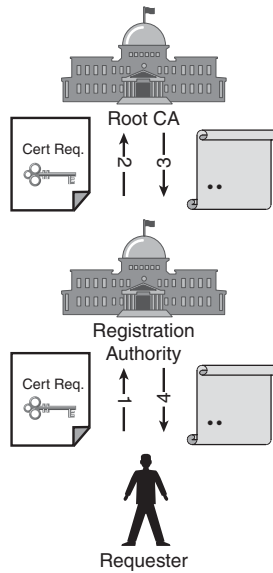 Root CA
Cert Req.
2
3
Registration
Authority
Cert Req.
1
4
Requester